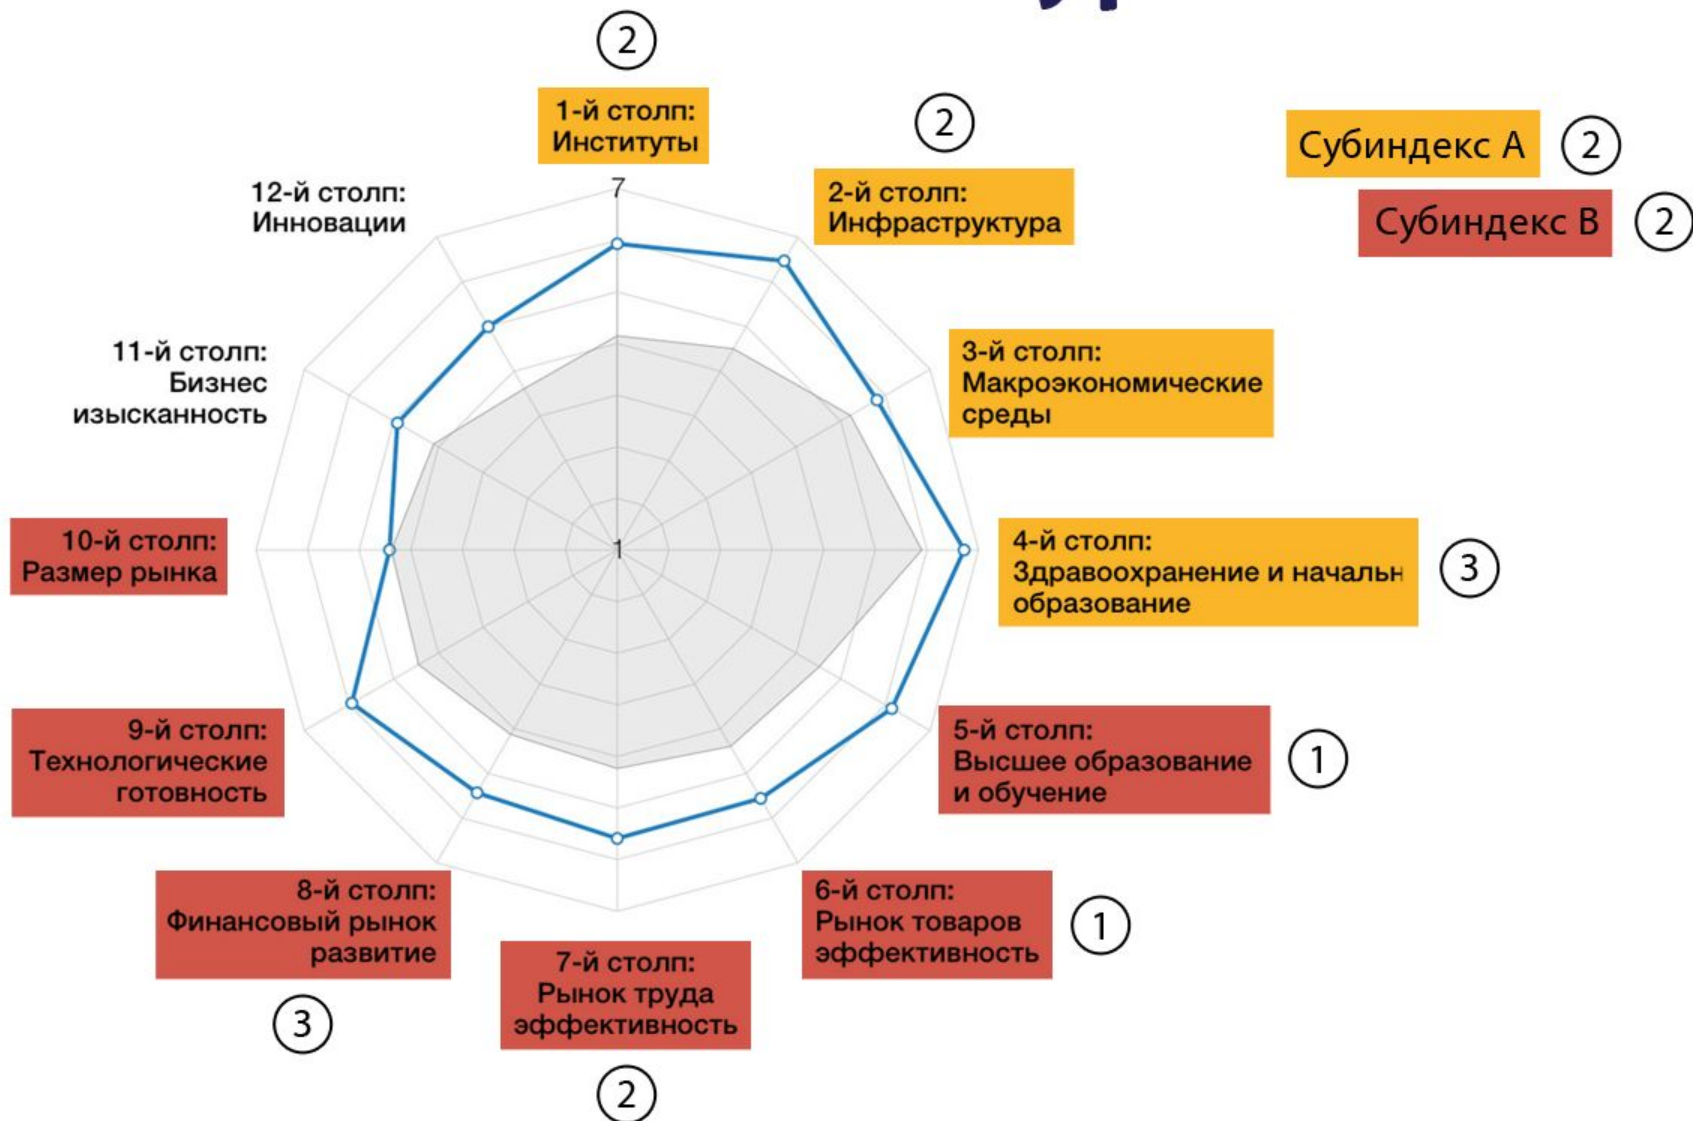 2
1-й столп:
Институты
2
2-й столп:
Инфраструктура
Субиндекс А 2
Субиндекс В 2
12-й столп:
Инновации
7
3-й столп:
Макроэкономические
среды
11-й столп:
Бизнес
изысканность
1
4-й столп:
Здравоохранение и начальн
образование
3
10-й столп:
Размер рынка
5-й столп:
Высшее образование
и обучение
1
9-й столп:
Технологические
готовность
6-й столп:
Рынок товаров
эффективность
1
8-й столп:
Финансовый рынок
развитие
3
7-й столп:
Рынок труда
эффективность
2